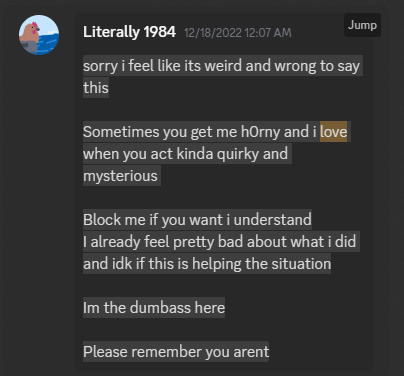 Literally 1984 12/18/2022 12:07 AM Jump
sorry i feel like its weird and wrong to say
this
Sometimes you get me h0rny and i love
when you act kinda quirky and
mysterious
Block me if you want i understand
I already feel pretty bad about what i did
and idk if this is helping the situation
Im the dumbass here
Please remember you arent